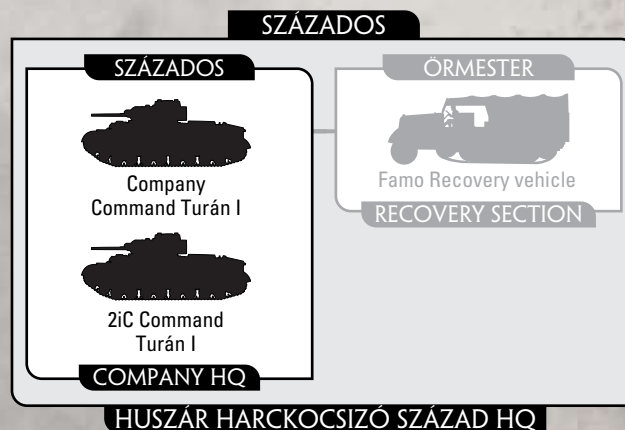 SZÁZADOS
SZÁZADOS
Company
Command Turán I
2iC Command
Turán I
COMPANY HQ
ÖRMESTER
Famo Recovery vehicle
RECOVERY SECTION
HUSZÁR HARCKOCSIZÓ SZÁZAD HQ